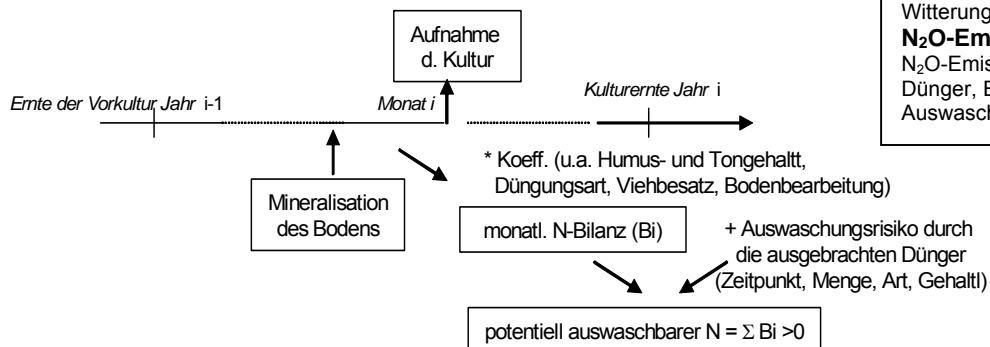 Witterung
N₂O-Em
N₂O-Emis
Dünger, B
Auswasch
Aufnahme
d. Kultur
Ernte der Vorkultur Jahr i-1
Monat i
Kulturernte Jahr i
* Koeff. (u.a. Humus- und Tongehaltt,
Düngungsart, Viehbesatz, Bodenbearbeitung)
Mineralisation
des Bodens
monatl. N-Bilanz (Bi)
+ Auswaschungsrisiko durch
die ausgebrachten Dünger
(Zeitpunkt, Menge, Art, Gehaltl)
potentiell auswaschbarer N = Σ Bi >0